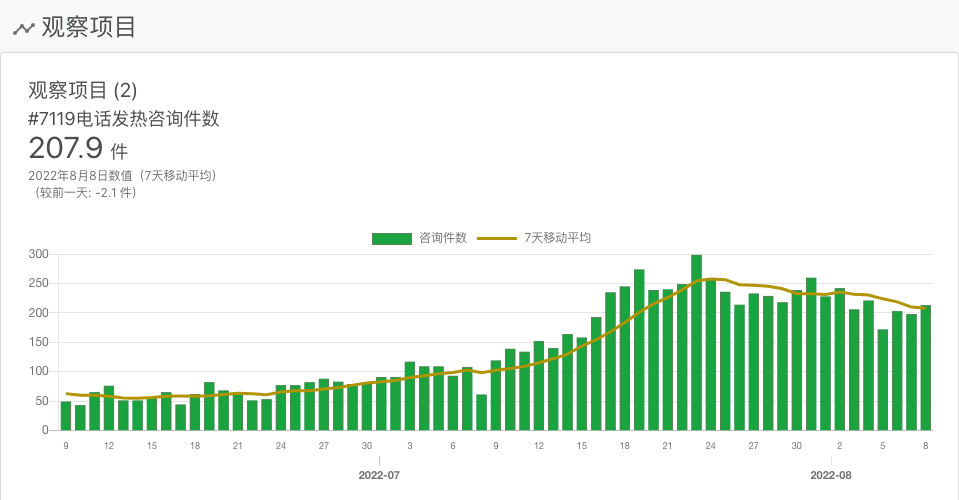 观察项目
观察项目 (2)
#7119电话发热咨询件数
207.9 件
2022年8月8日数值（7天移动平均）
（较前一天: -2.1 件）
咨询件数 7天移动平均
300
250
200
150
100
50
0
9 12 15 18 21 24 27 30 3 6 9 12 15 18 21 24 27 30 2 5 8
2022-07 2022-08